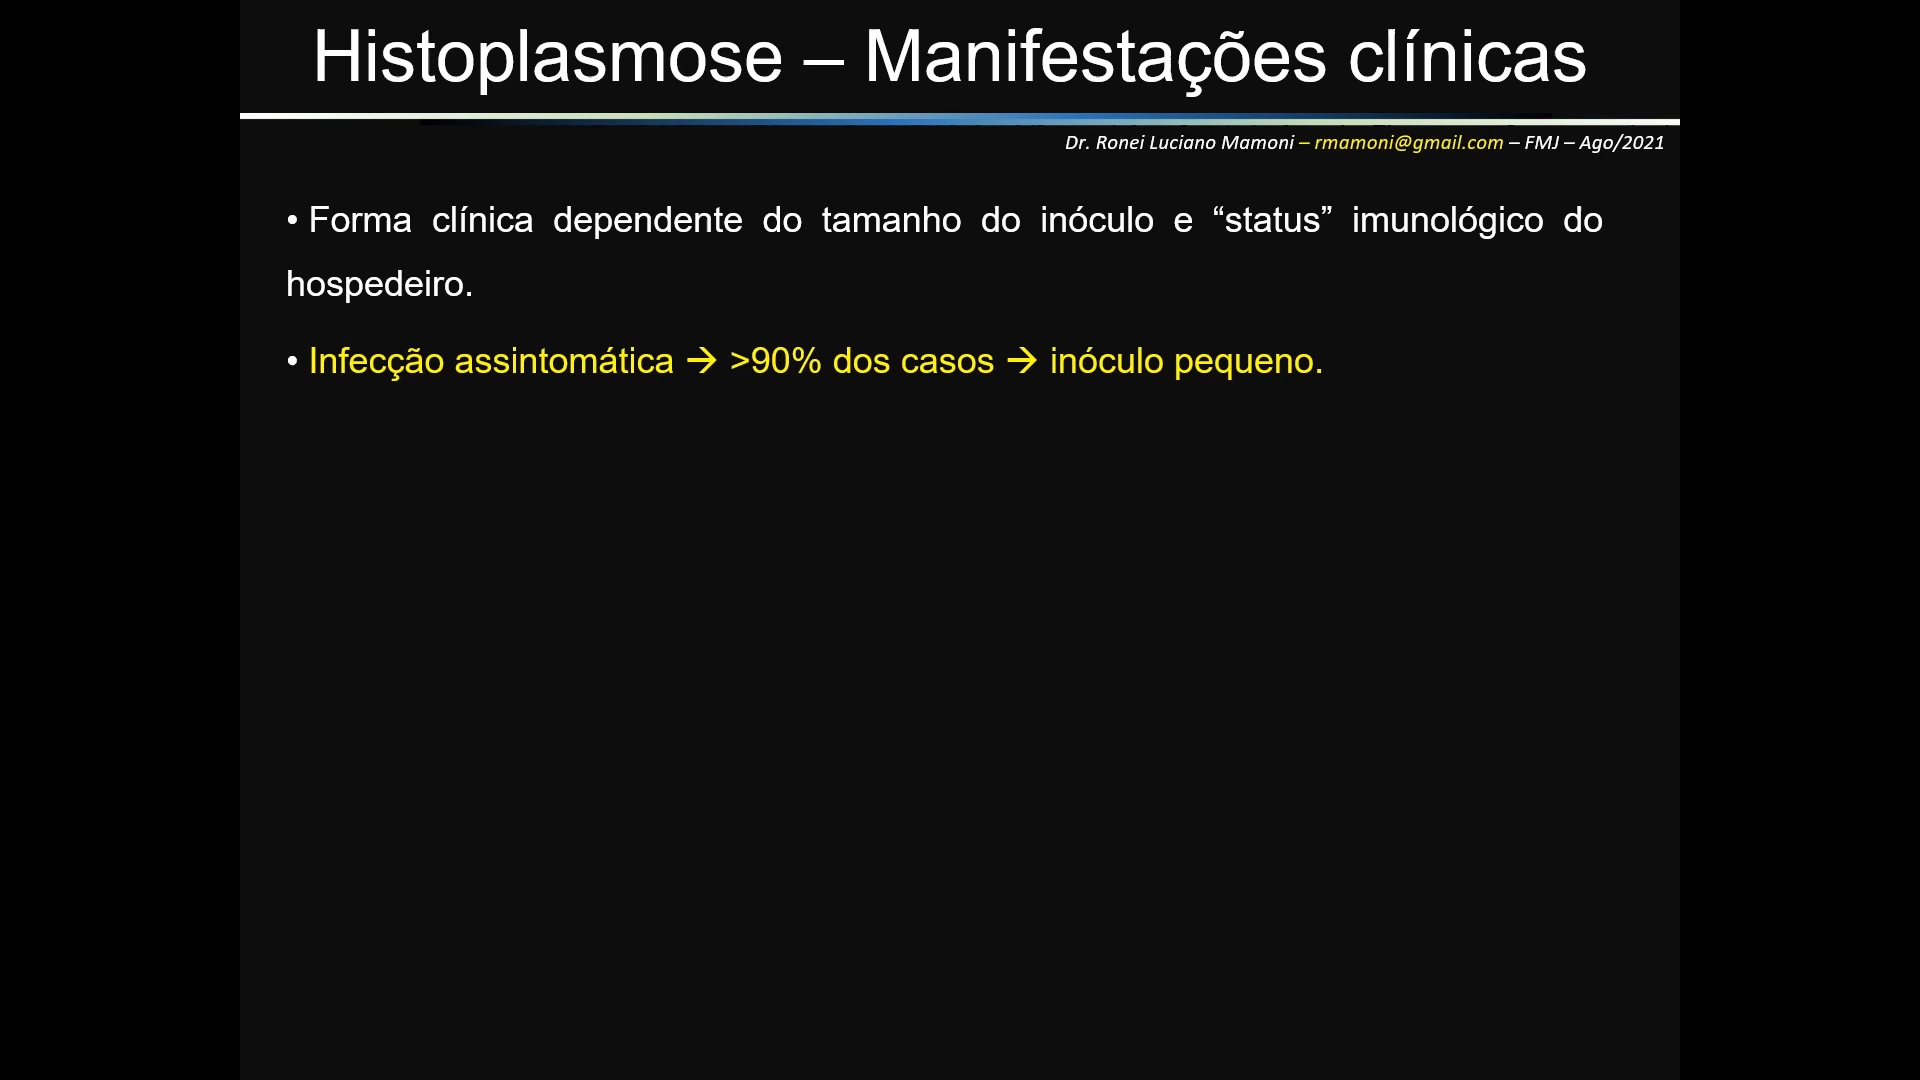 Histoplasmose – Manifestações clínicas
Dr. Ronei Luciano Mamoni – rmamoni@gmail.com – FMJ – Ago/2021
• Forma clínica dependente do tamanho do inóculo e “status” imunológico do
hospedeiro.
• Infecção assintomática → >90% dos casos → inóculo pequeno.